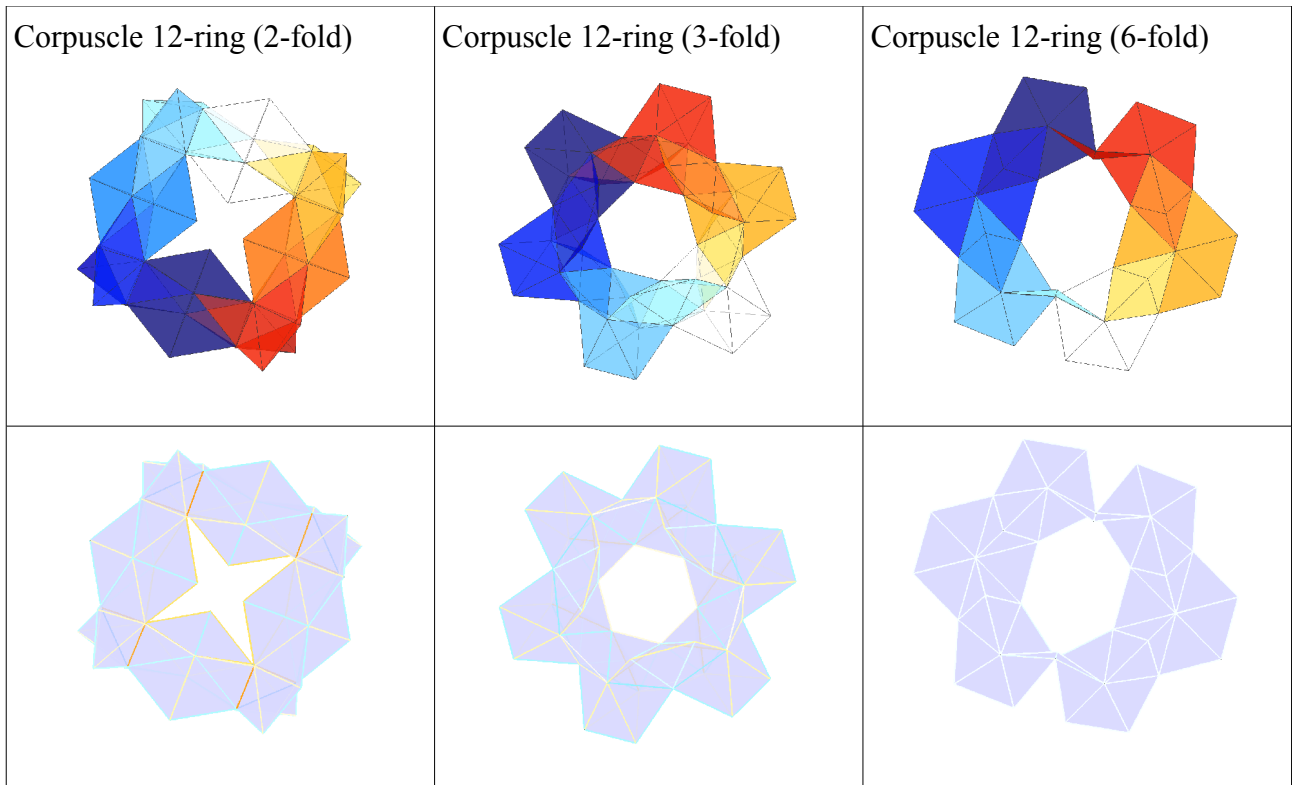 Corpuscle 12-ring (2-fold)
Corpuscle 12-ring (3-fold)
Corpuscle 12-ring (6-fold)